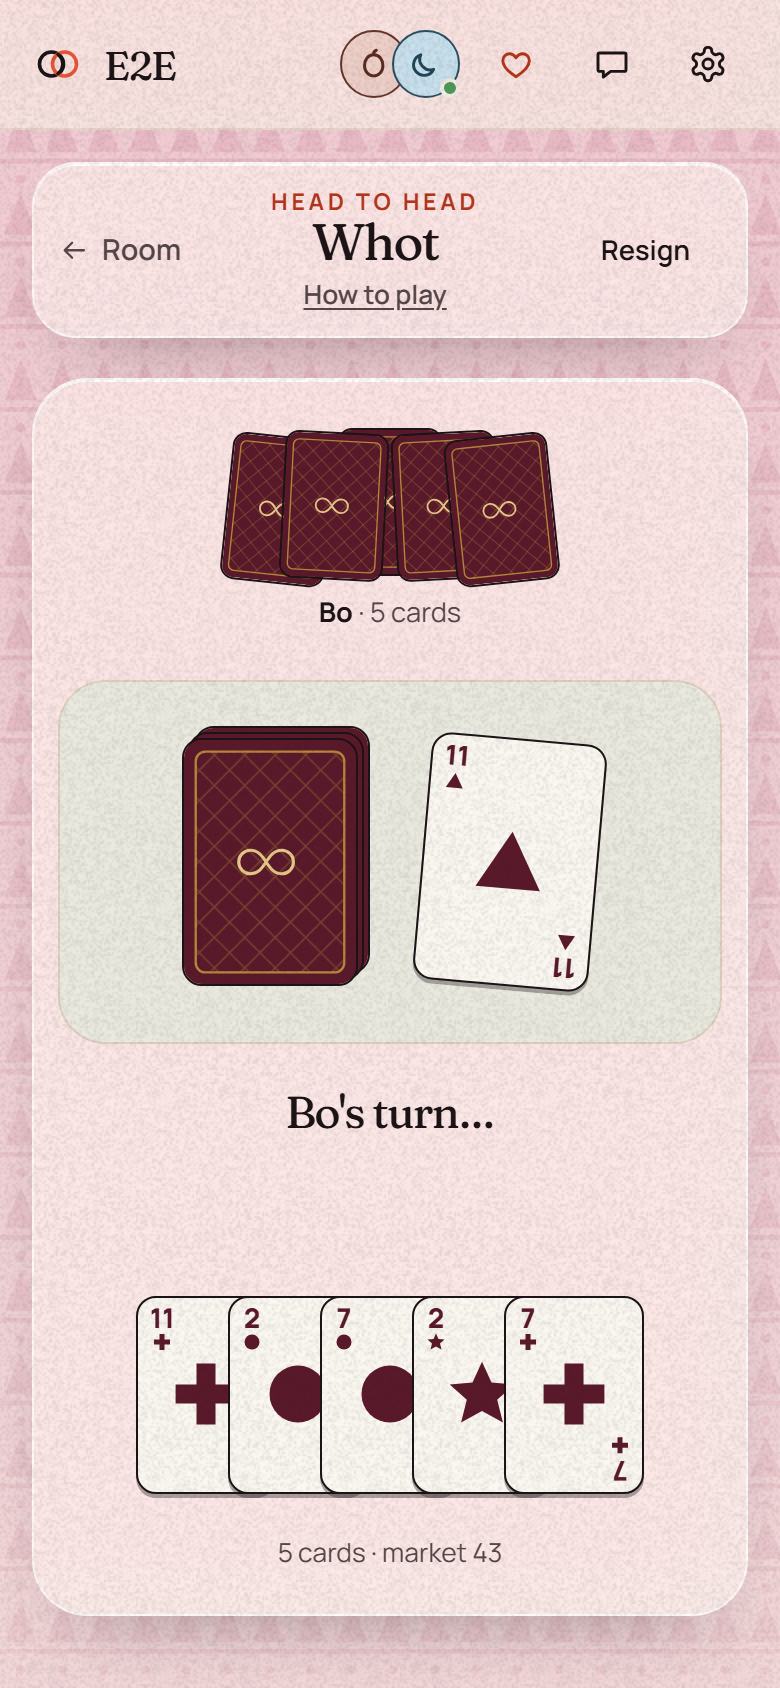 E2E
HEAD TO HEAD
← Room
Whot
Resign
How to play
Bo · 5 cards
11
11
Bo's turn...
11
2
7
2
7
7
5 cards · market 43